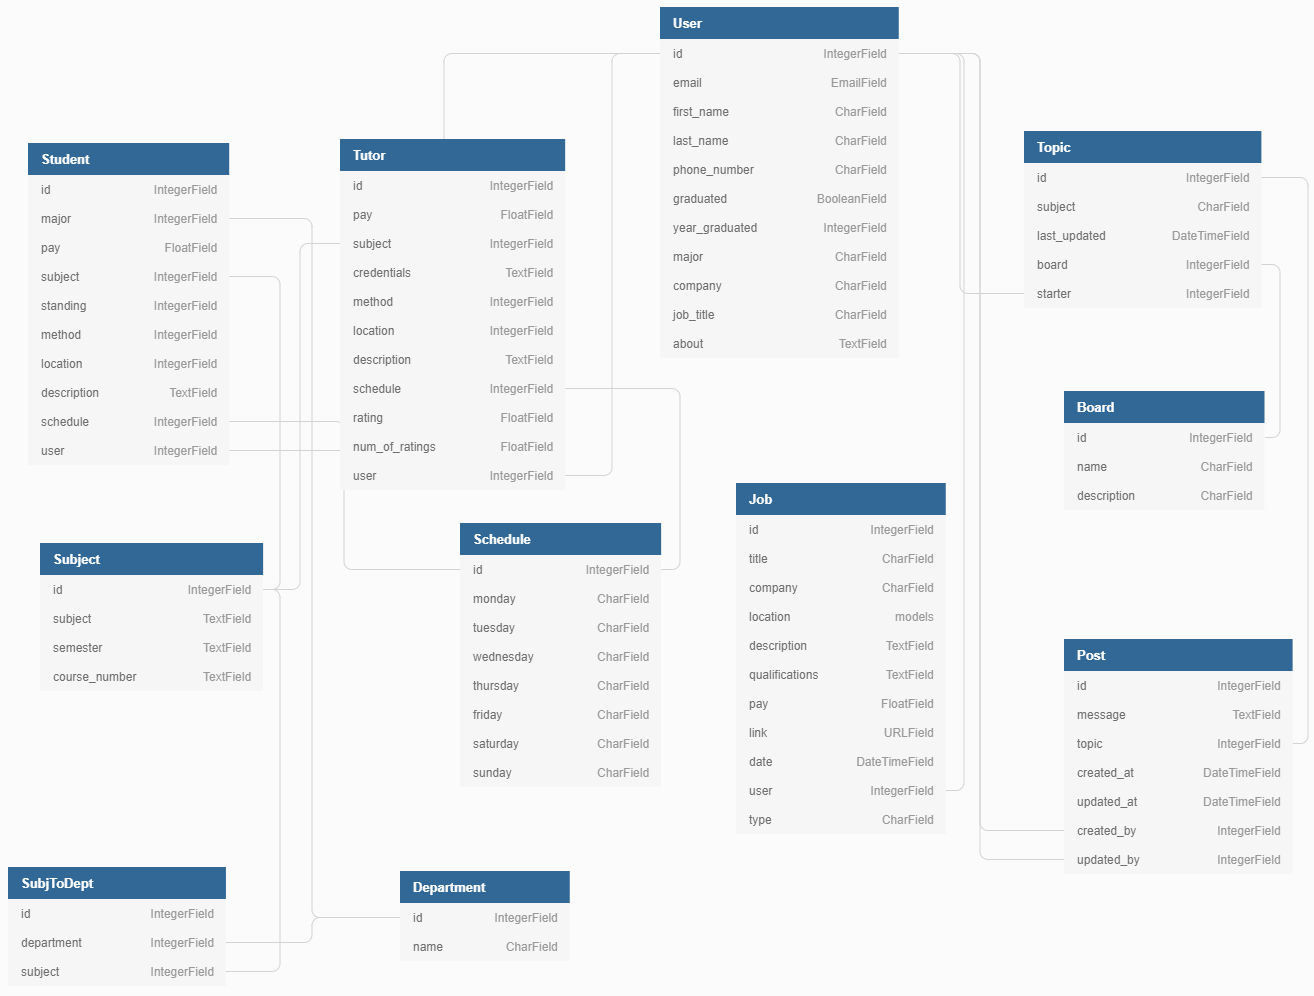 User
id IntegerField
email EmailField
first_name CharField
last_name CharField
phone_number CharField
graduated BooleanField
year_graduated IntegerField
major CharField
company CharField
job_title CharField
about TextField
Student
id IntegerField
major IntegerField
pay FloatField
subject IntegerField
standing IntegerField
method IntegerField
location IntegerField
description TextField
schedule IntegerField
user IntegerField
Tutor
id IntegerField
pay FloatField
subject IntegerField
credentials TextField
method IntegerField
location IntegerField
description TextField
schedule IntegerField
rating FloatField
num_of_ratings FloatField
user IntegerField
Topic
id IntegerField
subject CharField
last_updated DateTimeField
board IntegerField
starter IntegerField
Board
id IntegerField
name CharField
description CharField
Subject
id IntegerField
subject TextField
semester TextField
course_number TextField
Schedule
id IntegerField
monday CharField
tuesday CharField
wednesday CharField
thursday CharField
friday CharField
saturday CharField
sunday CharField
Job
id IntegerField
title CharField
company CharField
location models
description TextField
qualifications TextField
pay FloatField
link URLField
date DateTimeField
user IntegerField
type CharField
Post
id IntegerField
message TextField
topic IntegerField
created_at DateTimeField
updated_at DateTimeField
created_by IntegerField
updated_by IntegerField
SubjToDept
id IntegerField
department IntegerField
subject IntegerField
Department
id IntegerField
name CharField